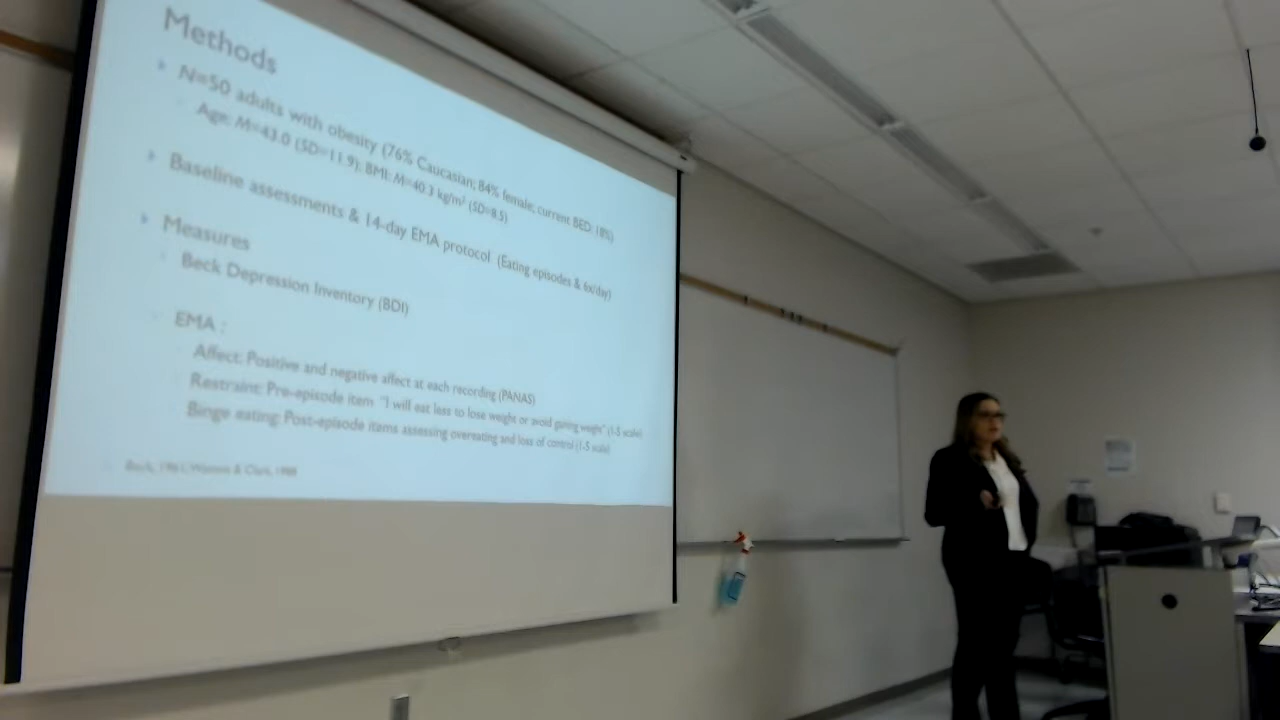 Methods
N=50 adults with obesity (76% Caucasian; 84% female; current BED: 18%)
Age: M=43.0 (SD=11.9); BMI: M=40.3 kg/m² (SD=8.5)
Baseline assessments & 14-day EMA protocol (Eating episodes & 6x/day)
Measures
Beck Depression Inventory (BDI)
EMA :
Affect: Positive and negative affect at each recording (PANAS)
Restraint: Pre-episode item "I will eat less to lose weight or avoid gaining weight" (1-5 scale)
Binge eating: Post-episode items assessing overeating and loss of control (1-5 scale)
& Clark, 1988